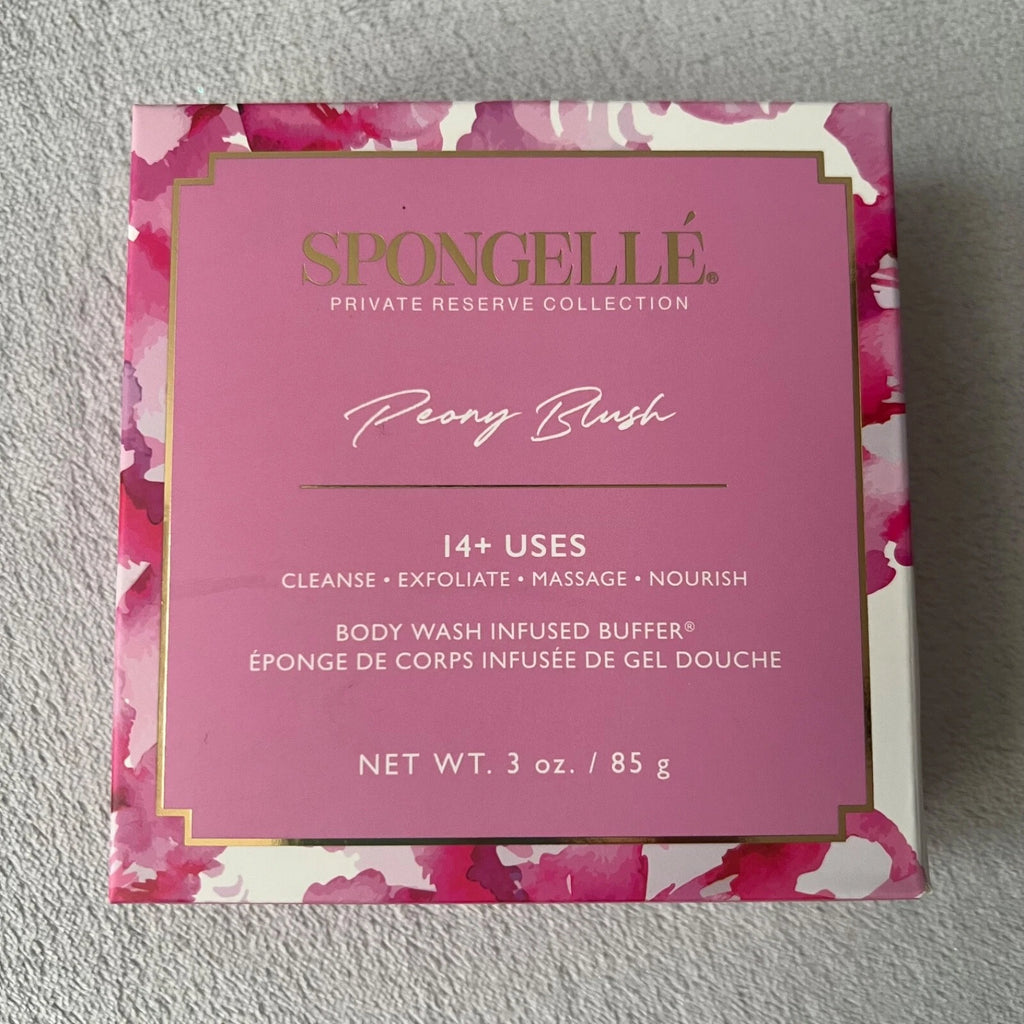 SPONGELLÉ®
PRIVATE RESERVE COLLECTION
Peony Blush
14+ USES
CLEANSE • EXFOLIATE • MASSAGE • NOURISH
BODY WASH INFUSED BUFFER®
ÉPONGE DE CORPS INFUSÉE DE GEL DOUCHE
NET WT. 3 oz. / 85 g